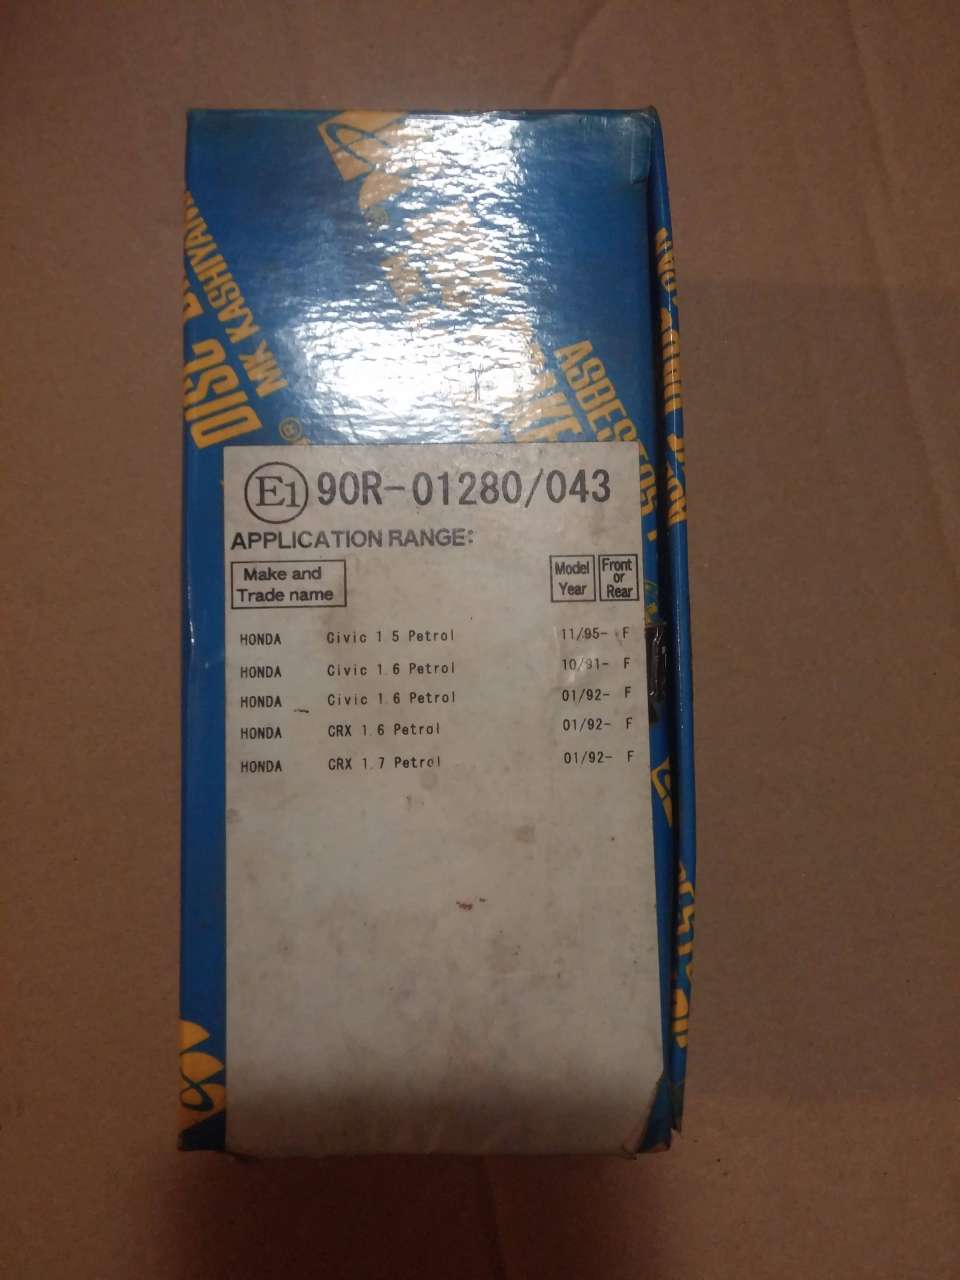 DISC
MK KASHIYAMA
ASBESTOS
E1 90R-01280/043
APPLICATION RANGE:
Make and Trade name Model Year Front or Rear
HONDA Civic 1.5 Petrol 11/95- F
HONDA Civic 1.6 Petrol 10/91- F
HONDA Civic 1.6 Petrol 01/92- F
HONDA CRX 1.6 Petrol 01/92- F
HONDA CRX 1.7 Petrol 01/92- F